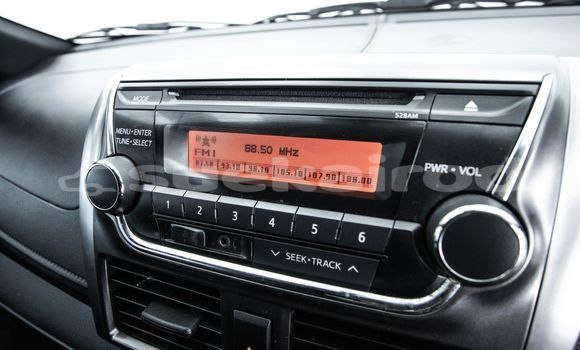 MODE
528AM
MENU•ENTER
TUNE•SELECT
FM1 88.50 MHz
87.50 93.10 98.10 105.10 107.90 108.00
PWR•VOL
1 2 3 4 5 6
SEEK•TRACK